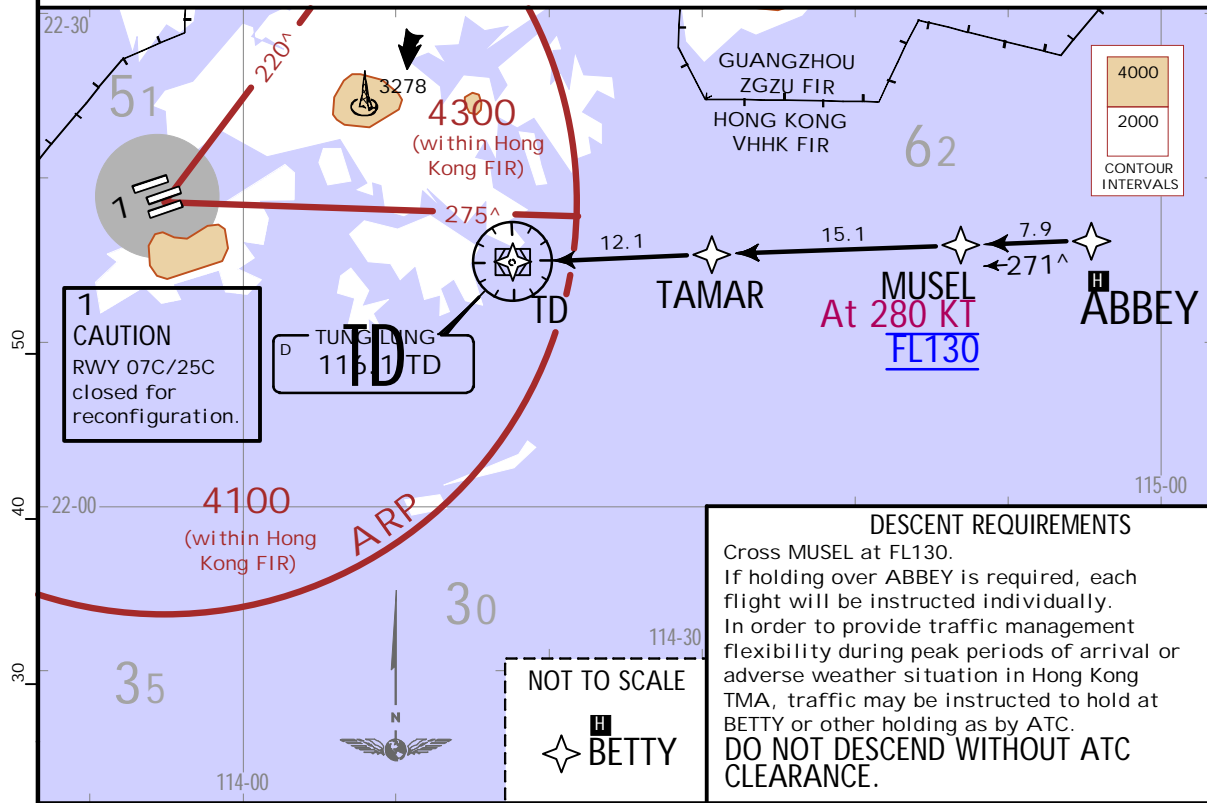 22-30
51
220^
3278
4300
(within Hong
Kong FIR)
GUANGZHOU
ZGZU FIR
HONG KONG
VHHK FIR
62
4000
2000
CONTOUR
INTERVALS
1
275^
12.1
15.1
7.9
271^
TD
TAMAR
MUSEL
At 280 KT
FL130
H
ABBEY
1
CAUTION
RWY 07C/25C
closed for
reconfiguration.
D
TUNG LUNG
116.1 TD
TD
50
40
30
22-00
115-00
4100
(within Hong
Kong FIR)
ARP
30
35
114-30
114-00
N
NOT TO SCALE
H
BETTY
DESCENT REQUIREMENTS
Cross MUSEL at FL130.
If holding over ABBEY is required, each
flight will be instructed individually.
In order to provide traffic management
flexibility during peak periods of arrival or
adverse weather situation in Hong Kong
TMA, traffic may be instructed to hold at
BETTY or other holding as by ATC.
DO NOT DESCEND WITHOUT ATC
CLEARANCE.